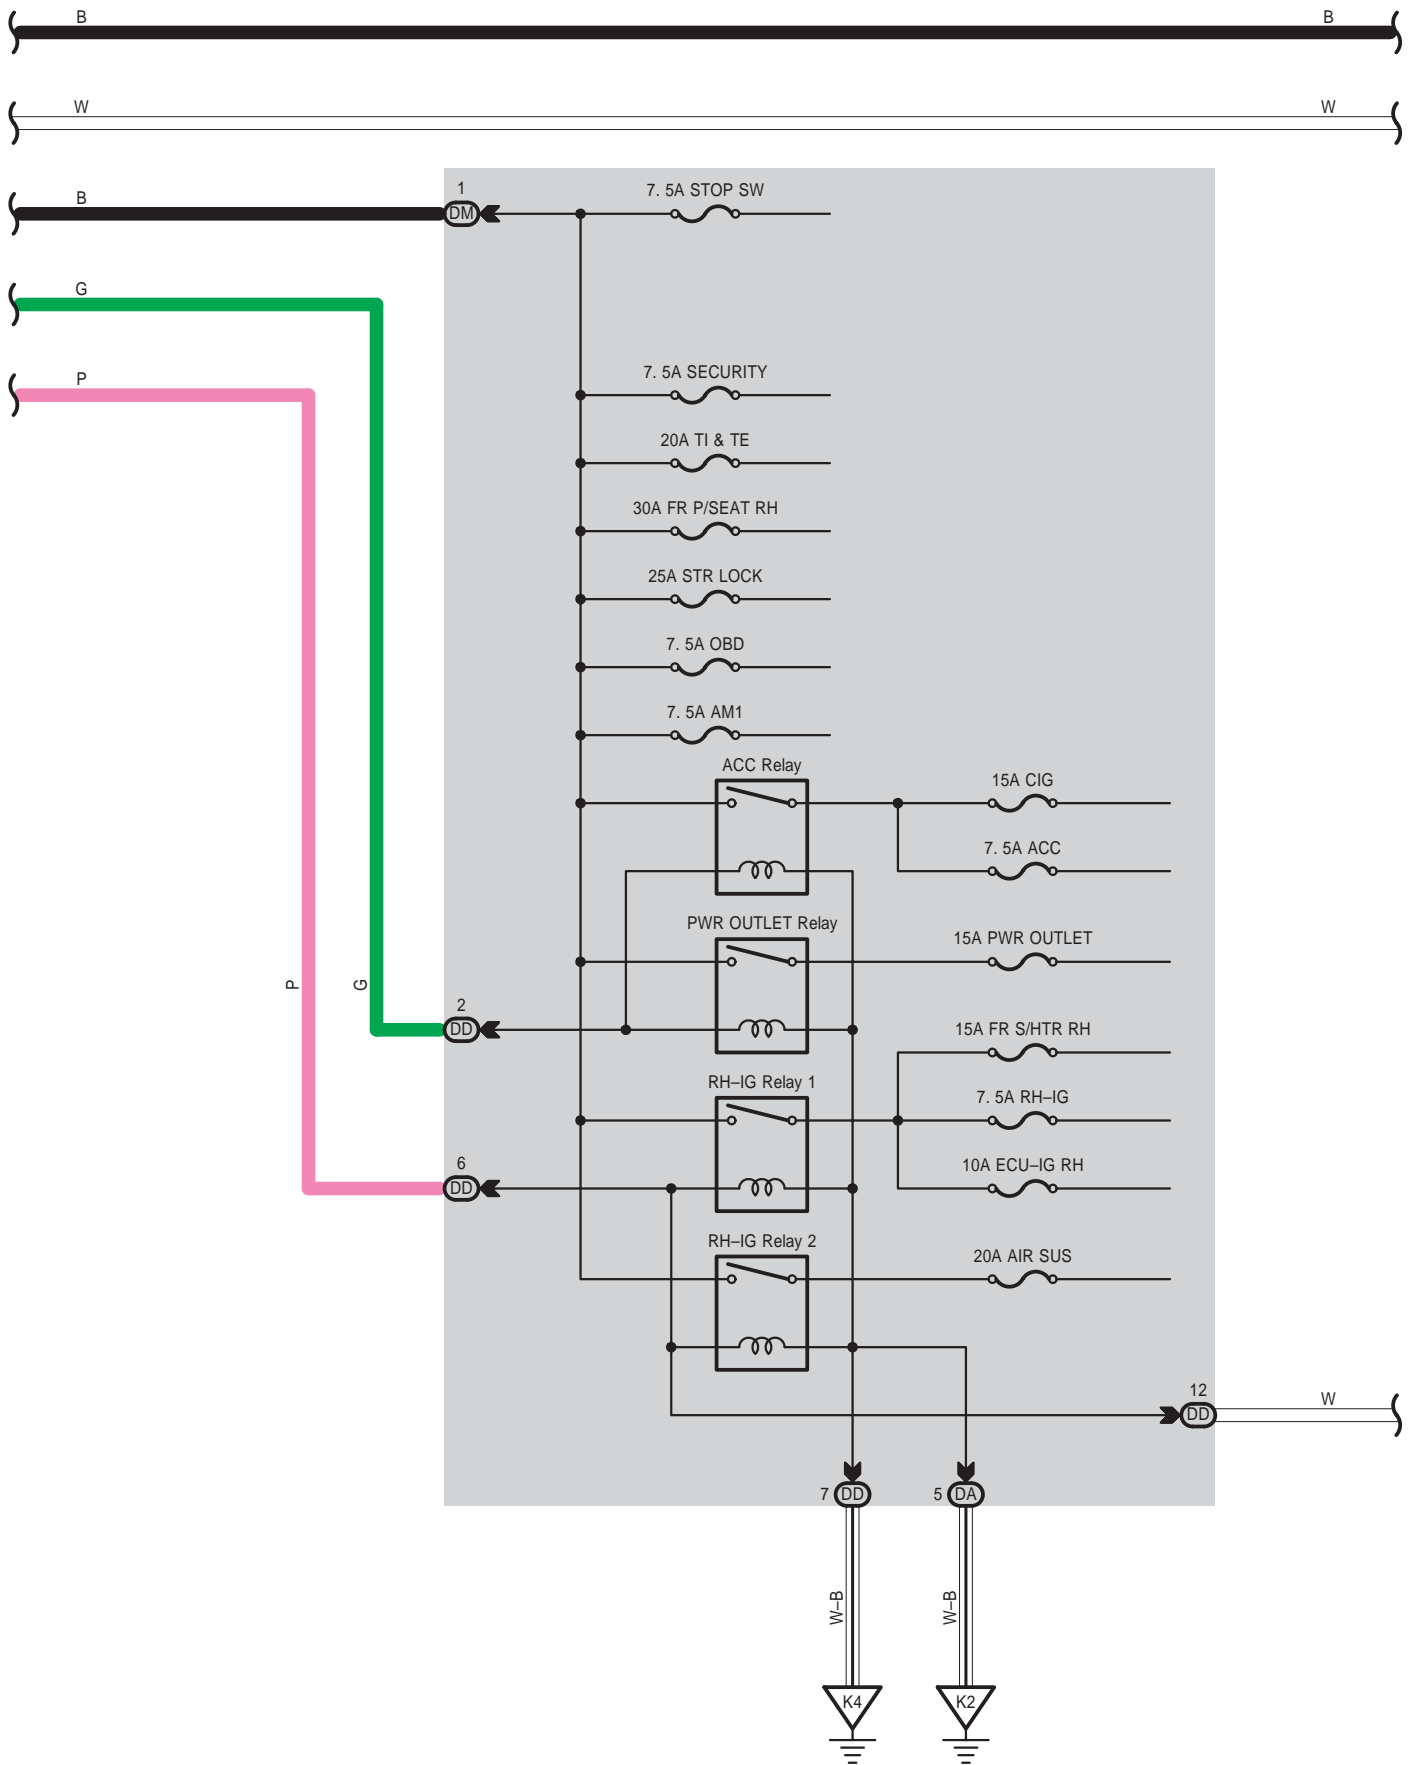 B B
W W
B
1
DM
7. 5A STOP SW
G
P
7. 5A SECURITY
20A TI & TE
30A FR P/SEAT RH
25A STR LOCK
7. 5A OBD
7. 5A AM1
ACC Relay
15A CIG
7. 5A ACC
PWR OUTLET Relay
15A PWR OUTLET
P
G
2
DD
15A FR S/HTR RH
RH–IG Relay 1
7. 5A RH–IG
6
DD
10A ECU–IG RH
RH–IG Relay 2
20A AIR SUS
12
DD
W
7 DD
5 DA
W–B
W–B
K4
K2